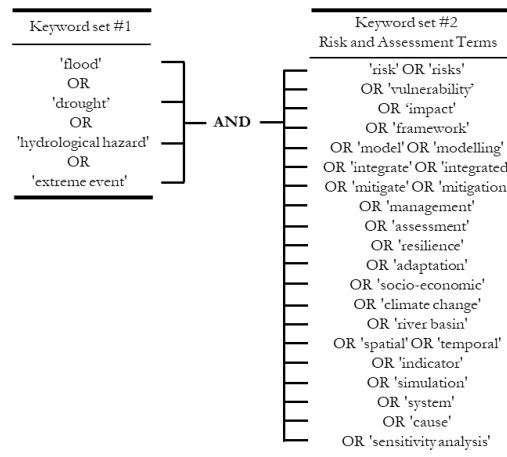 Keyword set #1
'flood'
OR
'drought’
OR
'hydrological hazard'
OR
'extreme event'
AND
Keyword set #2
Risk and Assessment Terms
'risk' OR 'risks'
OR 'vulnerability’
OR ‘impact'
OR 'framework'
OR 'model' OR 'modelling'
OR 'integrate' OR 'integrated
OR 'mitigate' OR 'mitigation
OR 'management'
OR 'assessment'
OR 'resilience'
OR 'adaptation'
OR 'socio-economic'
OR 'climate change'
OR 'river basin'
OR 'spatial' OR 'temporal'
OR 'indicator'
OR 'simulation'
OR 'system'
OR 'cause'
OR 'sensitivity analysis'